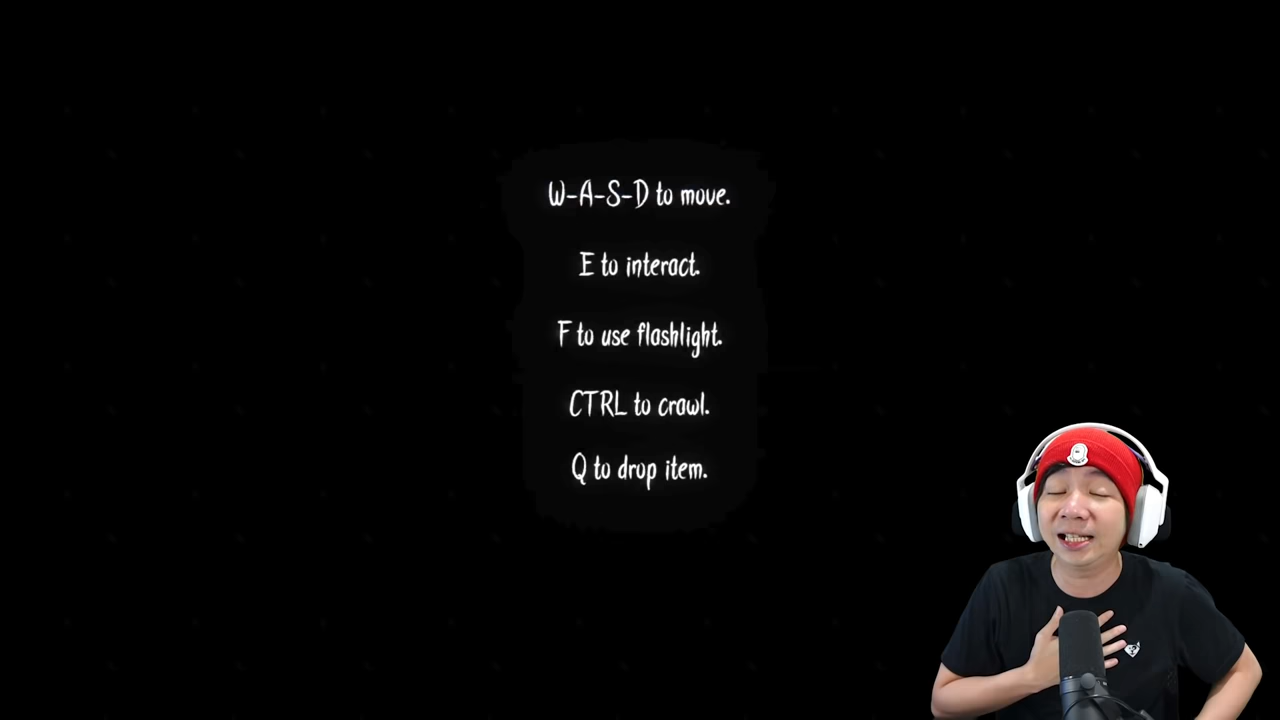 W-A-S-D to move.
E to interact.
F to use flashlight.
CTRL to crawl.
Q to drop item.